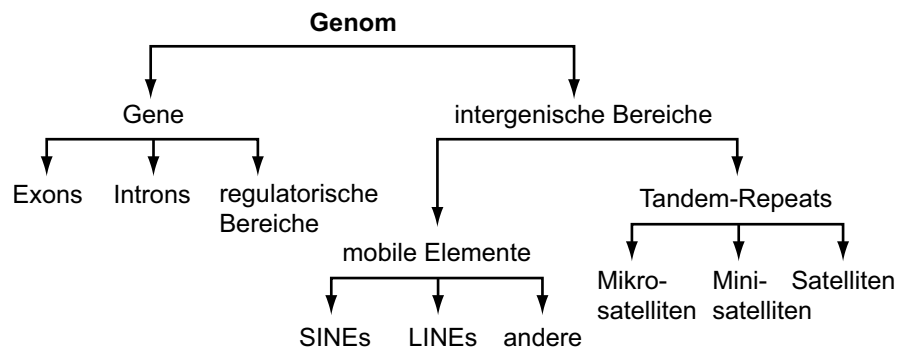 Genom
Gene
intergenische Bereiche
Exons
Introns
regulatorische
Bereiche
Tandem-Repeats
mobile Elemente
Mikro-
satelliten
Mini-
satelliten
Satelliten
SINEs
LINEs
andere